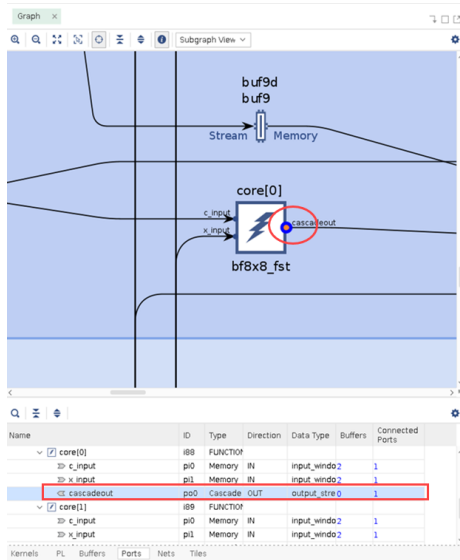 Graph ×
Subgraph View
buf9d
buf9
Stream Memory
core[0]
c_input
x_input
cascadeout
bf8x8_fst
Name ID Type Direction Data Type Buffers Connected Ports
core[0] i88 FUNCTION
c_input pi0 Memory IN input_windo 2 1
x_input pi1 Memory IN input_windo 2 1
cascadeout po0 Cascade OUT output_stre 0 1
core[1] i89 FUNCTION
c_input pi0 Memory IN input_windo 2 1
x_input pi1 Memory IN input_windo 2 1
Kernels PL Buffers Ports Nets Tiles